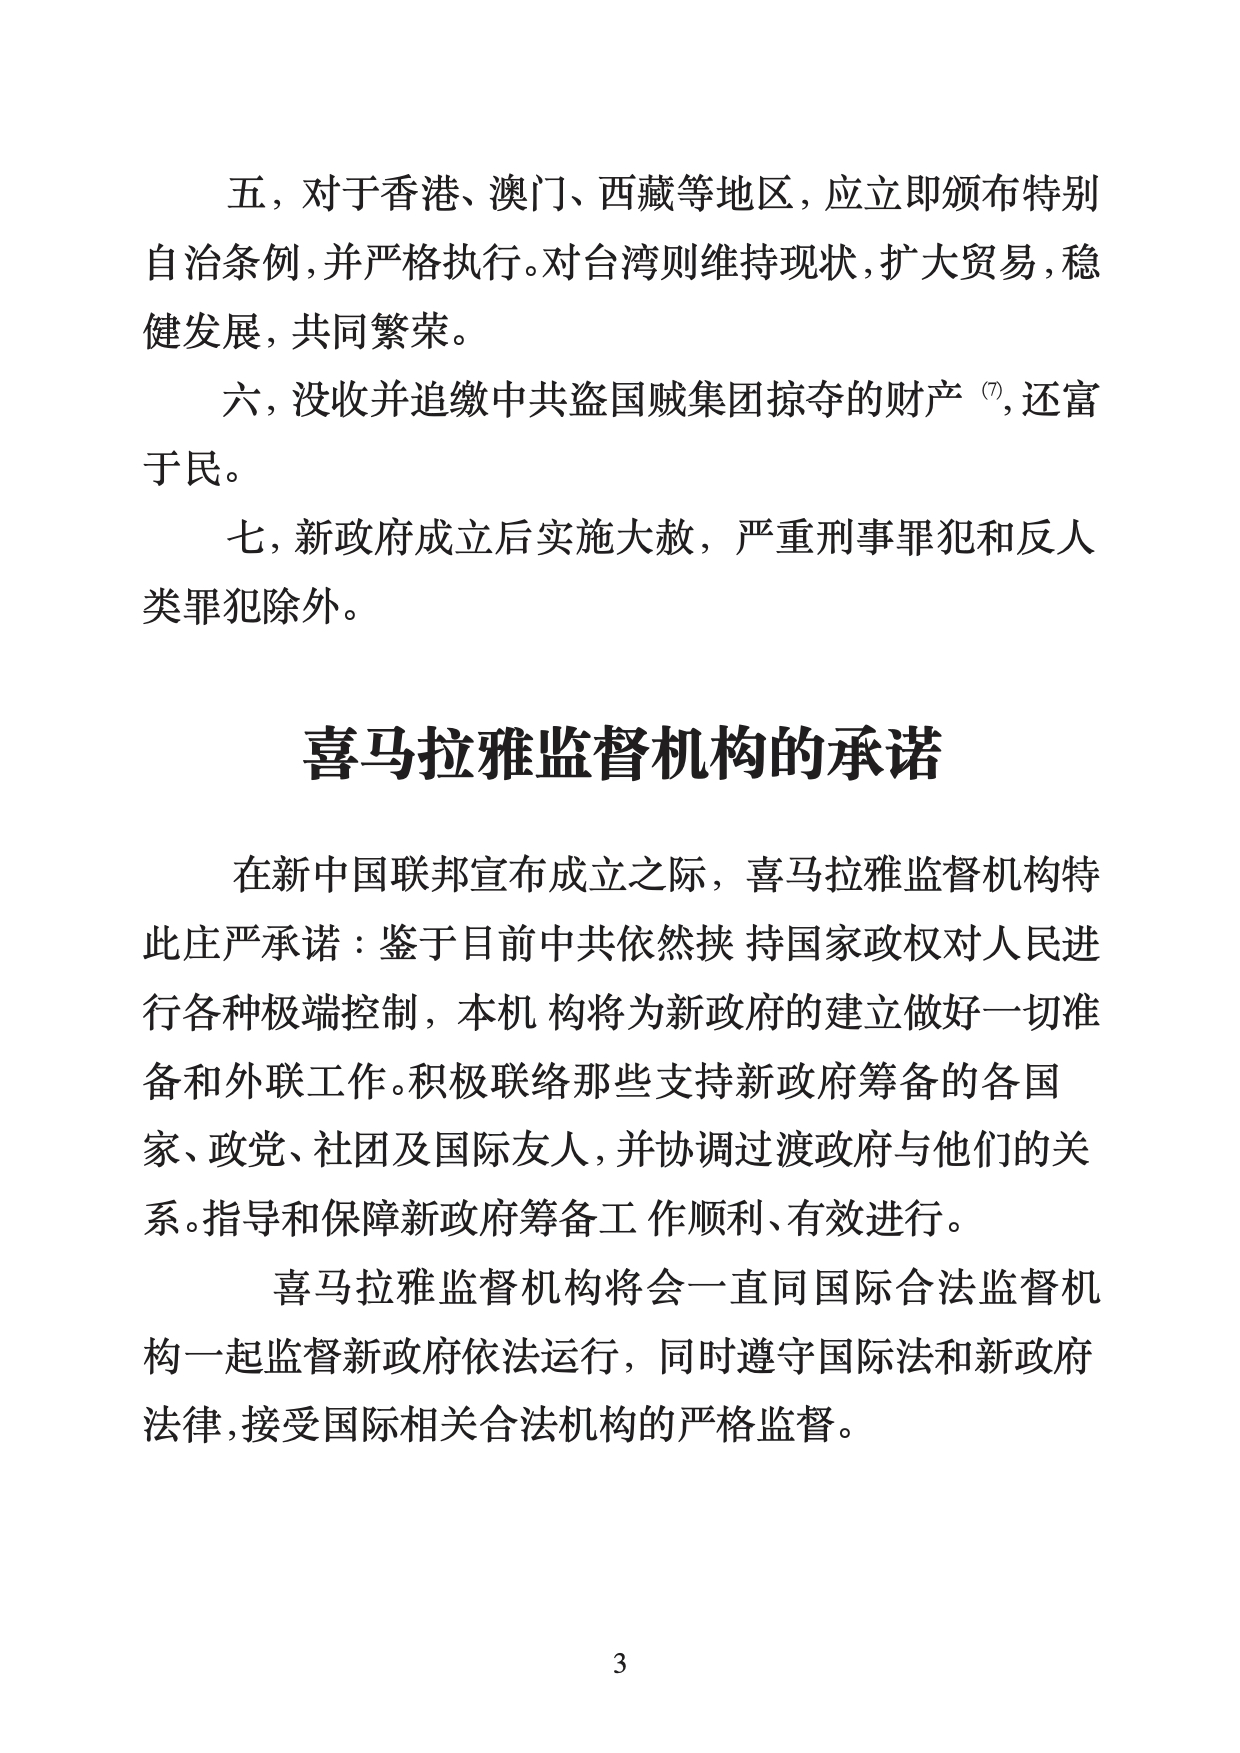 五，对于香港、澳门、西藏等地区，应立即颁布特别
自治条例，并严格执行。对台湾则维持现状，扩大贸易，稳
健发展，共同繁荣。
六，没收并追缴中共盗国贼集团掠夺的财产 ⑺，还富
于民。
七，新政府成立后实施大赦，严重刑事罪犯和反人
类罪犯除外。
喜马拉雅监督机构的承诺
在新中国联邦宣布成立之际，喜马拉雅监督机构特
此庄严承诺：鉴于目前中共依然挟 持国家政权对人民进
行各种极端控制，本机 构将为新政府的建立做好一切准
备和外联工作。积极联络那些支持新政府筹备的各国
家、政党、社团及国际友人，并协调过渡政府与他们的关
系。指导和保障新政府筹备工 作顺利、有效进行。
喜马拉雅监督机构将会一直同国际合法监督机
构一起监督新政府依法运行，同时遵守国际法和新政府
法律，接受国际相关合法机构的严格监督。
3